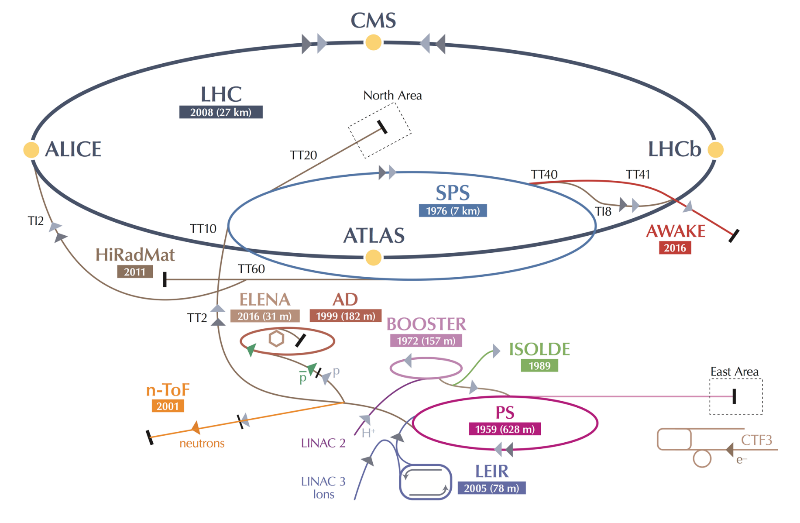 CMS
LHC
2008 (27 km)
North Area
ALICE
LHCb
TT20
TT40
TT41
SPS
1976 (7 km)
TI8
TI2
TT10
ATLAS
AWAKE
2016
HiRadMat
2011
TT60
ELENA
2016 (31 m)
AD
1999 (182 m)
TT2
BOOSTER
1972 (157 m)
ISOLDE
1989
p
p̅
East Area
n-ToF
2001
PS
1959 (628 m)
neutrons
H⁺
LINAC 2
CTF3
e⁻
LEIR
2005 (78 m)
LINAC 3
Ions